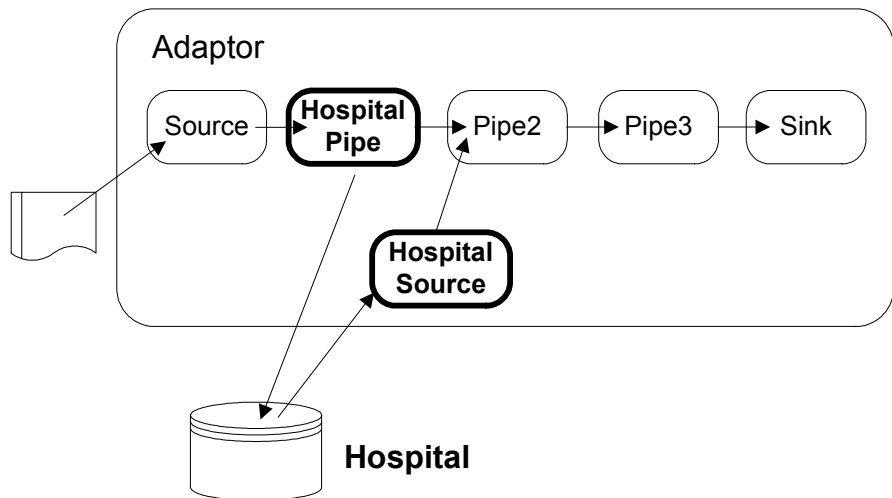 Adaptor
Source
Hospital
Pipe
Pipe2
Pipe3
Sink
Hospital
Source
Hospital